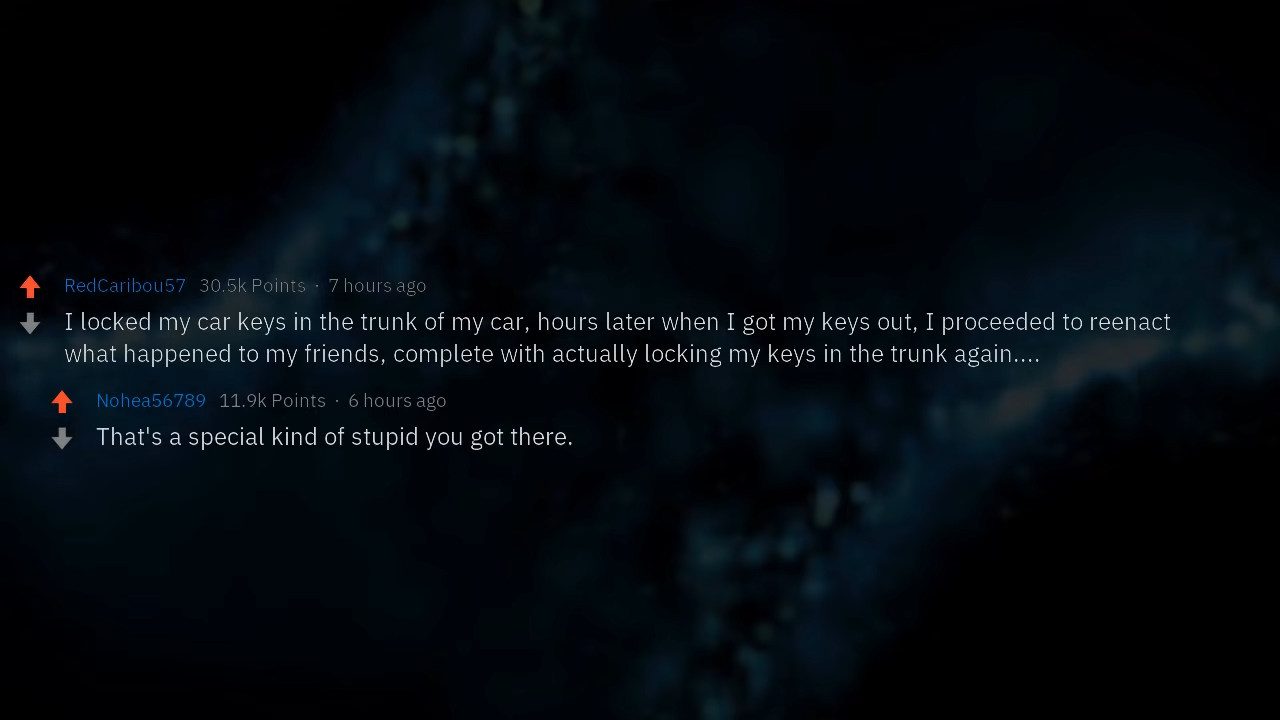 RedCaribou57 30.5k Points · 7 hours ago
I locked my car keys in the trunk of my car, hours later when I got my keys out, I proceeded to reenact
what happened to my friends, complete with actually locking my keys in the trunk again....
Nohea56789 11.9k Points · 6 hours ago
That's a special kind of stupid you got there.